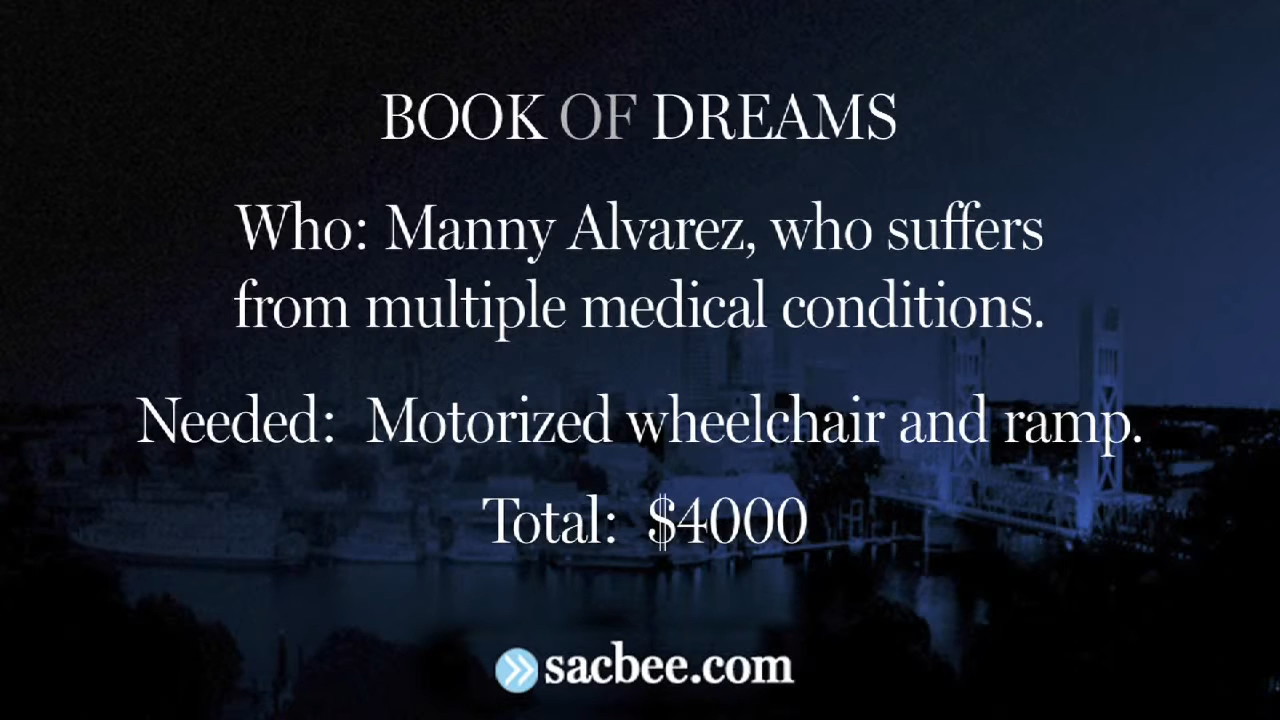 BOOK OF DREAMS
Who: Manny Alvarez, who suffers
from multiple medical conditions.
Needed: Motorized wheelchair and ramp.
Total: $4000
sacbee.com